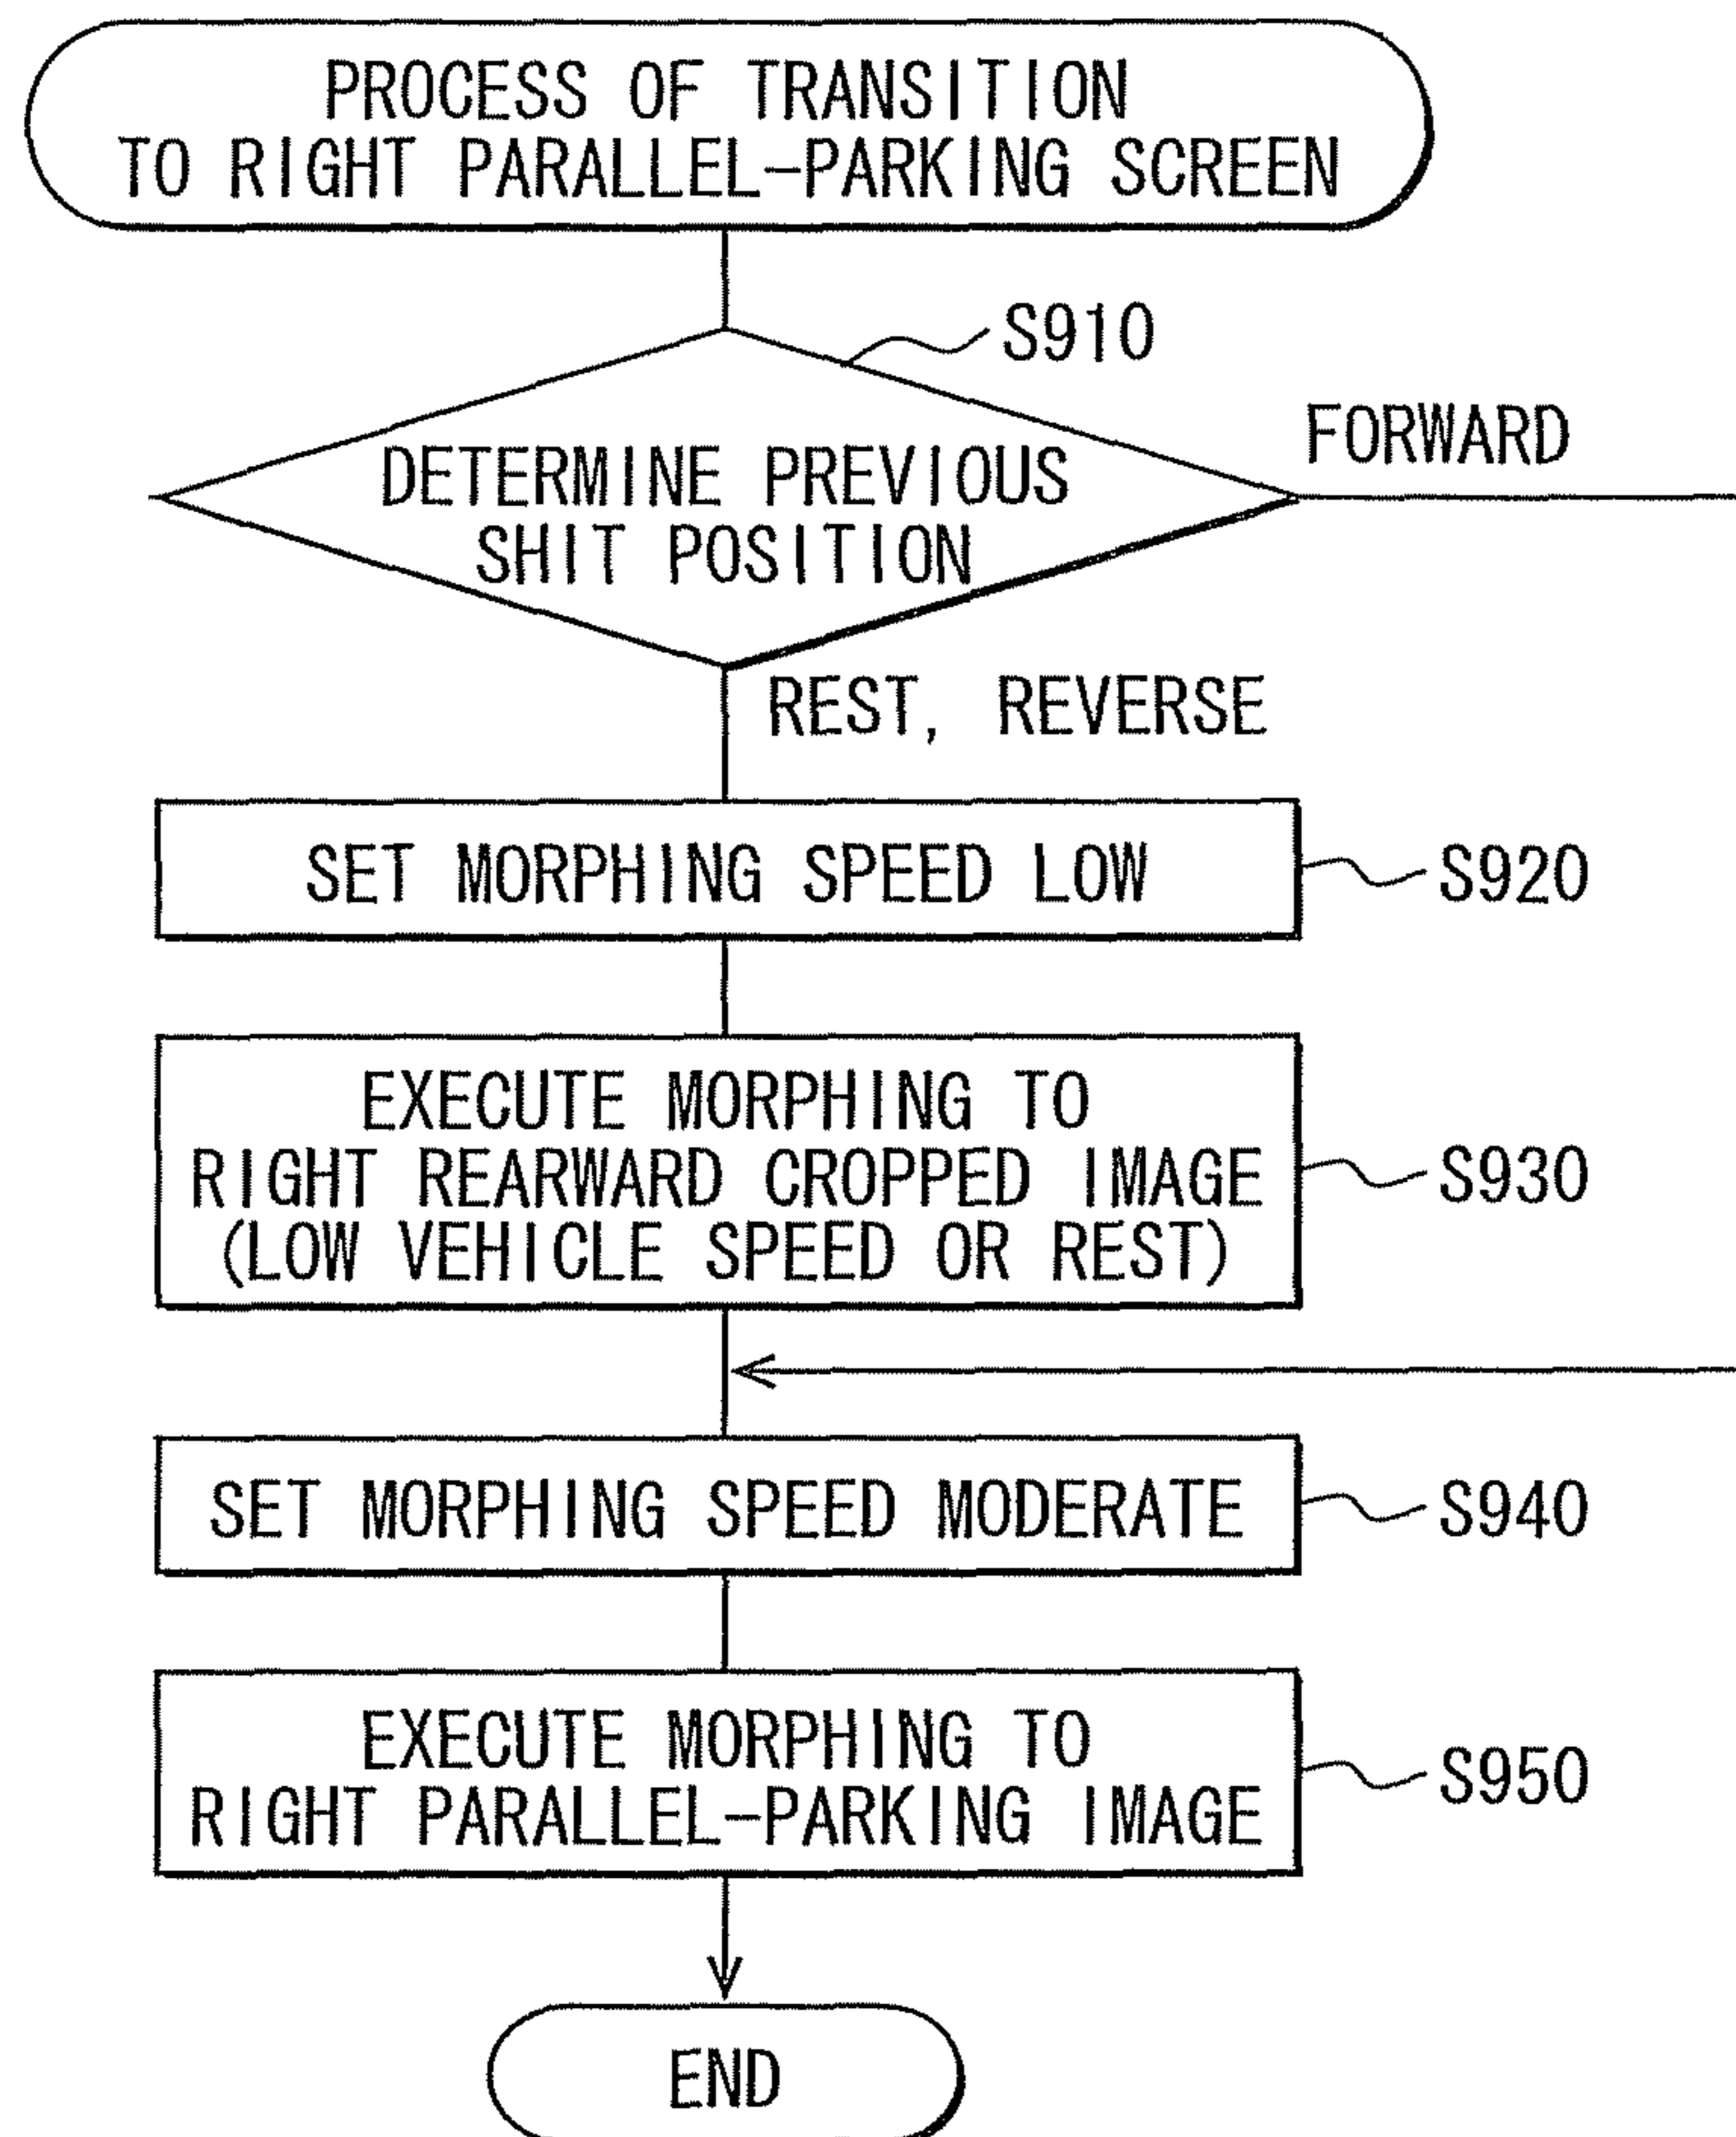 PROCESS OF TRANSITION
TO RIGHT PARALLEL-PARKING SCREEN
S910
FORWARD
DETERMINE PREVIOUS
SHIT POSITION
REST, REVERSE
SET MORPHING SPEED LOW
S920
EXECUTE MORPHING TO
RIGHT REARWARD CROPPED IMAGE
(LOW VEHICLE SPEED OR REST)
S930
SET MORPHING SPEED MODERATE
S940
EXECUTE MORPHING TO
RIGHT PARALLEL-PARKING IMAGE
S950
END